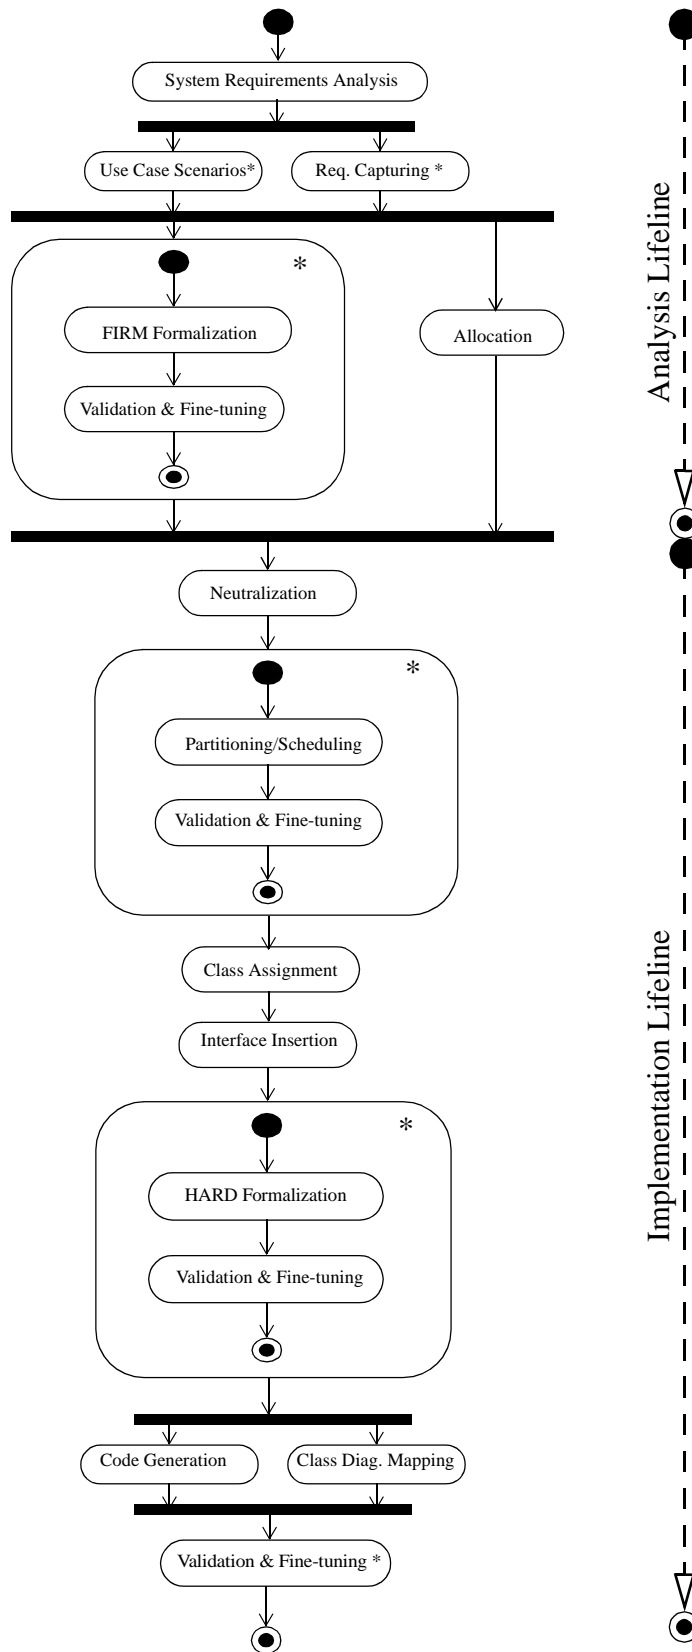 System Requirements Analysis
Use Case Scenarios*
Req. Capturing *
*
FIRM Formalization
Allocation
Validation & Fine-tuning
Analysis Lifeline
Neutralization
*
Partitioning/Scheduling
Validation & Fine-tuning
Class Assignment
Interface Insertion
*
HARD Formalization
Validation & Fine-tuning
Implementation Lifeline
Code Generation
Class Diag. Mapping
Validation & Fine-tuning *